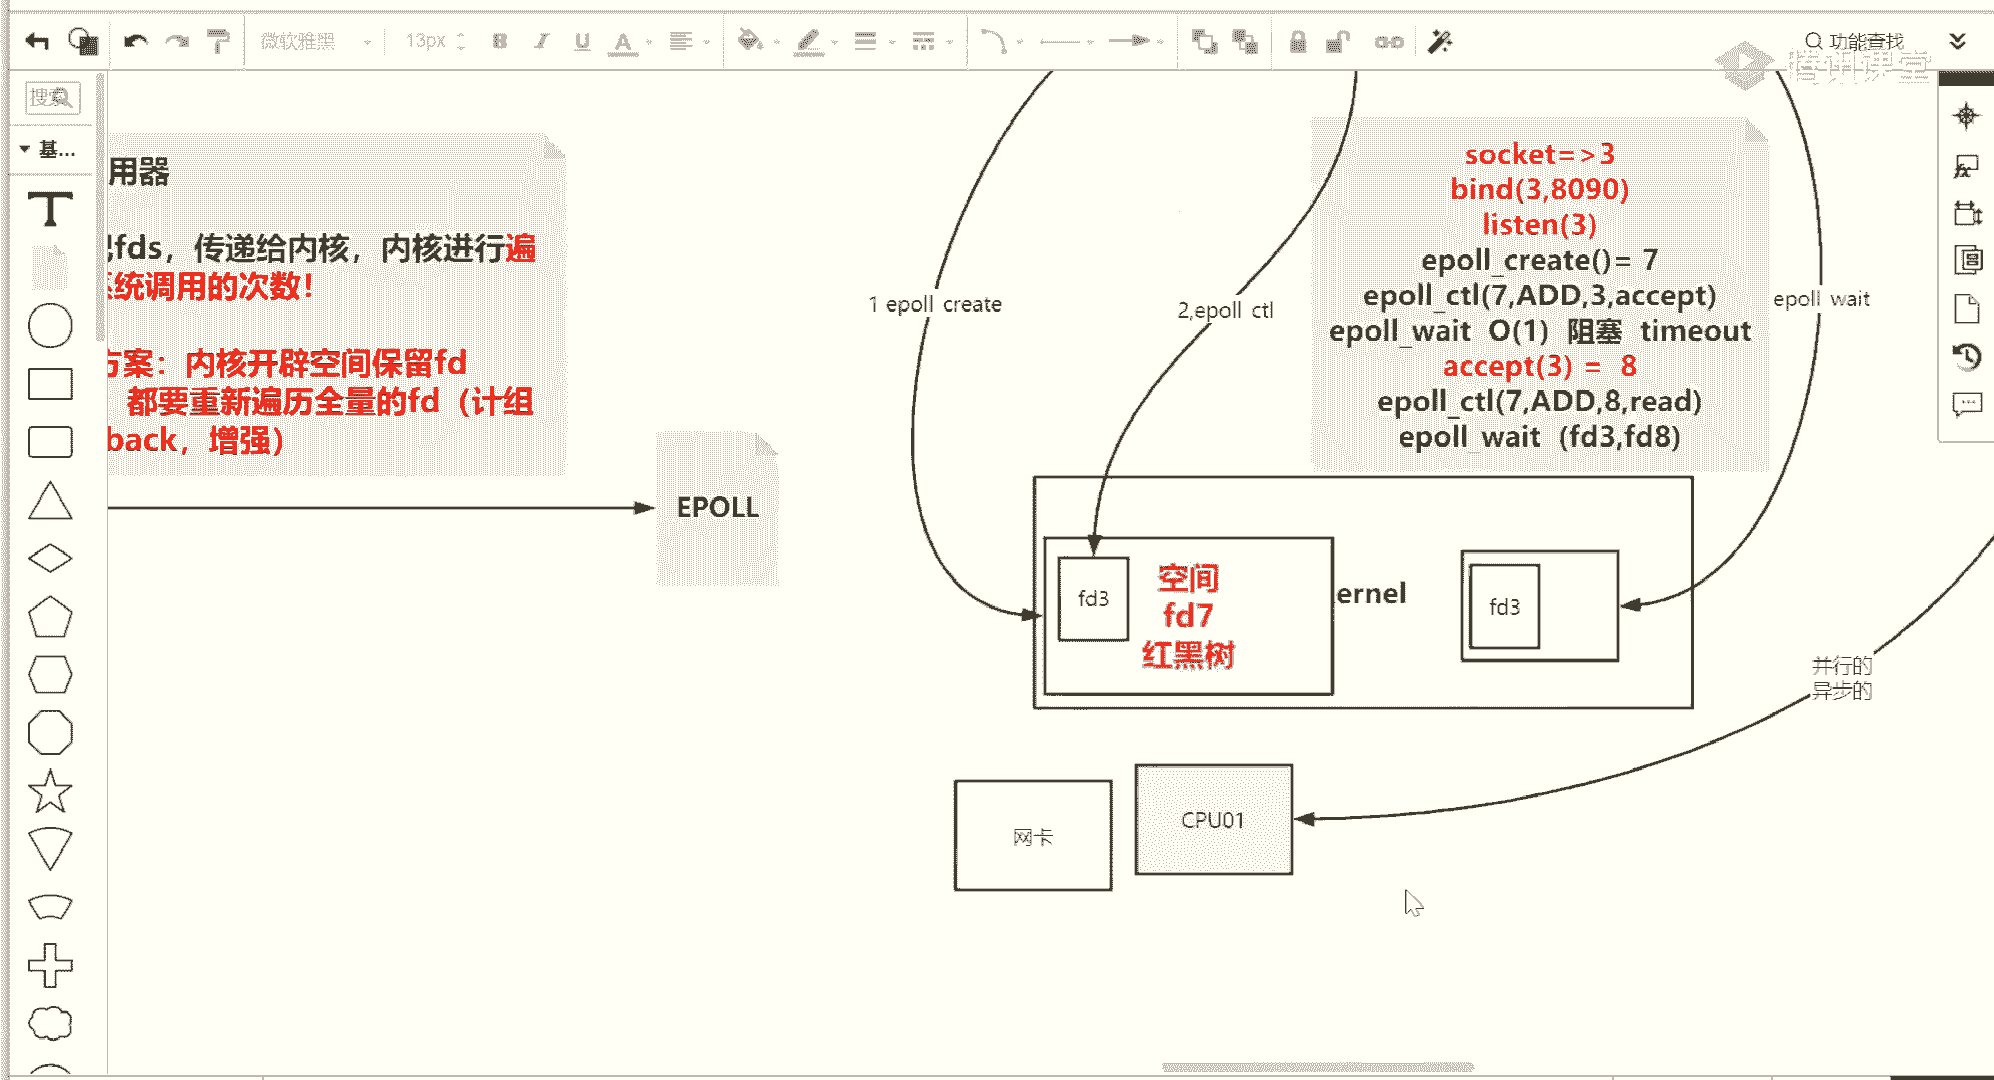 微软雅黑
13px
B I U A
功能查找
腾讯课堂
搜索
基...
T
用器
fds，传递给内核，内核进行遍
系统调用的次数！
方案：内核开辟空间保留fd
都要重新遍历全量的fd（计组
back，增强）
EPOLL
1 epoll create
2,epoll ctl
epoll wait
socket=>3
bind(3,8090)
listen(3)
epoll_create()= 7
epoll_ctl(7,ADD,3,accept)
epoll_wait O(1) 阻塞 timeout
accept(3) = 8
epoll_ctl(7,ADD,8,read)
epoll_wait (fd3,fd8)
fd3
空间
fd7
红黑树
ernel
fd3
并行的
异步的
网卡
CPU01